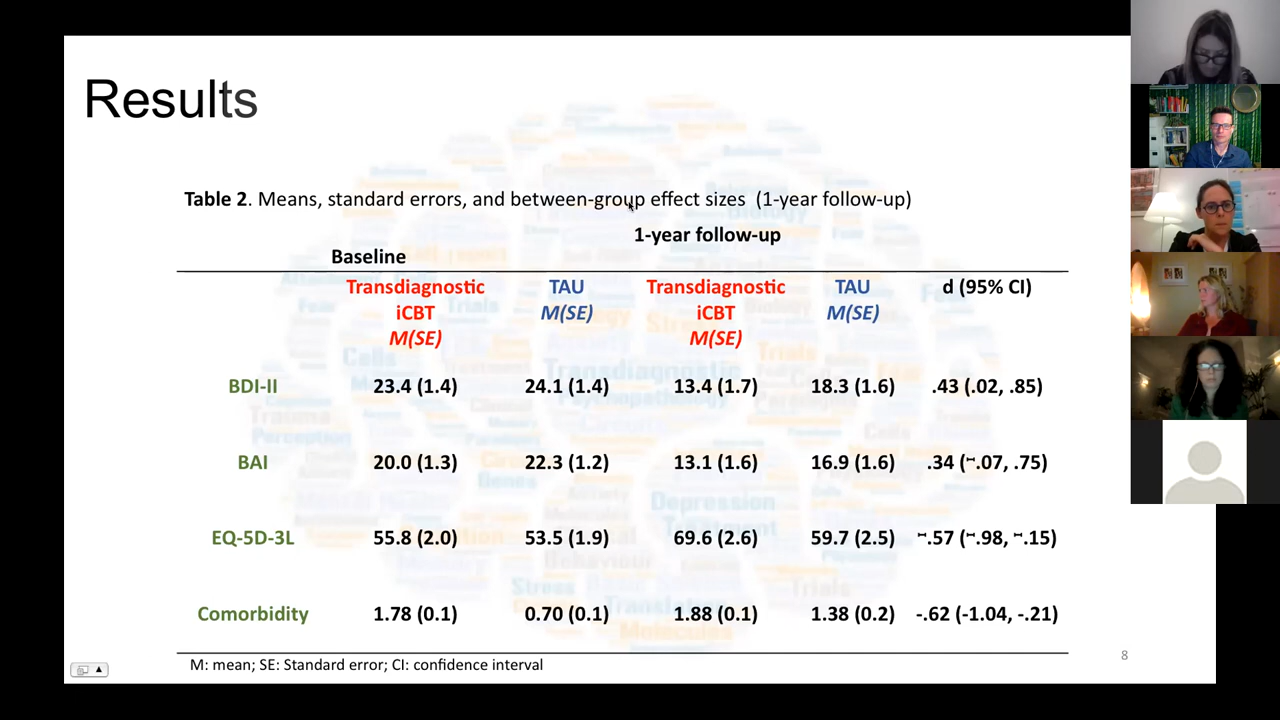 Results
Table 2. Means, standard errors, and between-group effect sizes (1-year follow-up)
1-year follow-up
Baseline
Transdiagnostic iCBT M(SE) TAU M(SE) Transdiagnostic iCBT M(SE) TAU M(SE) d (95% CI)
BDI-II 23.4 (1.4) 24.1 (1.4) 13.4 (1.7) 18.3 (1.6) .43 (.02, .85)
BAI 20.0 (1.3) 22.3 (1.2) 13.1 (1.6) 16.9 (1.6) .34 (-.07, .75)
EQ-5D-3L 55.8 (2.0) 53.5 (1.9) 69.6 (2.6) 59.7 (2.5) -.57 (-.98, -.15)
Comorbidity 1.78 (0.1) 0.70 (0.1) 1.88 (0.1) 1.38 (0.2) -.62 (-1.04, -.21)
M: mean; SE: Standard error; CI: confidence interval
8